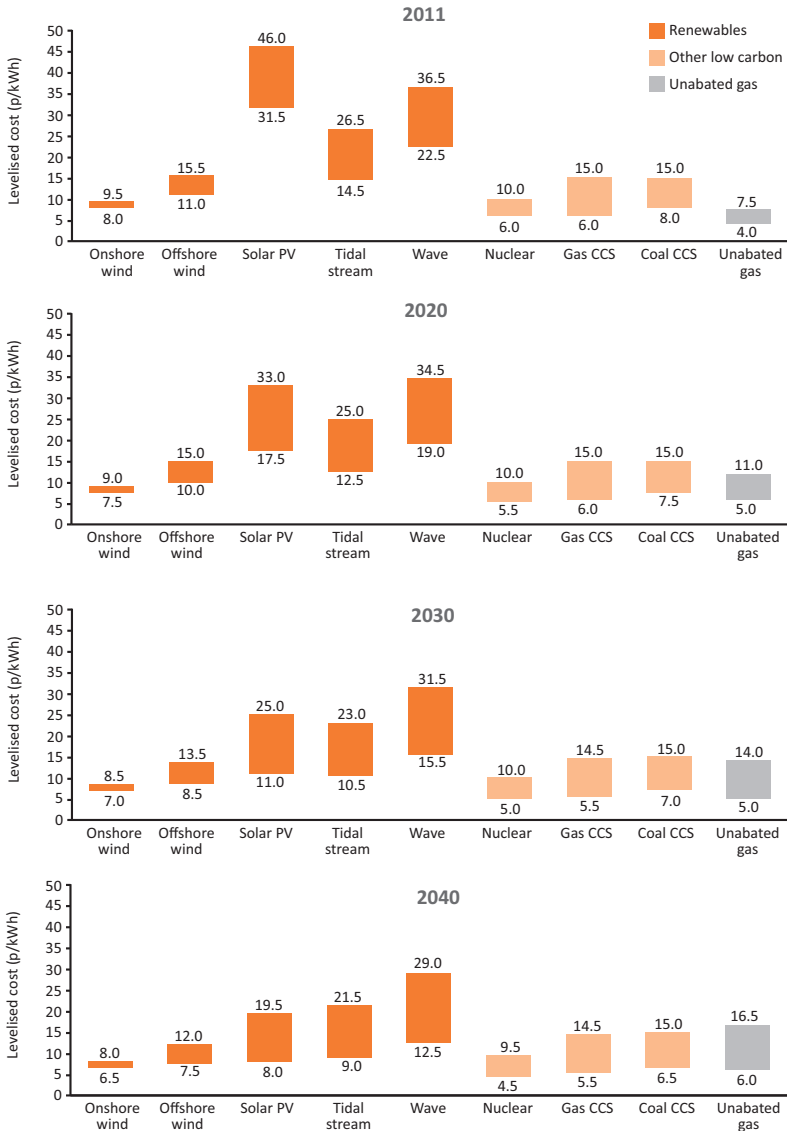 2011
Renewables
Other low carbon
Unabated gas
Levelised cost (p/kWh)
50
45
40
35
30
25
20
15
10
5
0
9.5
8.0
15.5
11.0
46.0
31.5
26.5
14.5
36.5
22.5
10.0
6.0
15.0
6.0
15.0
8.0
7.5
4.0
Onshore wind
Offshore wind
Solar PV
Tidal stream
Wave
Nuclear
Gas CCS
Coal CCS
Unabated gas
2020
Levelised cost (p/kWh)
50
45
40
35
30
25
20
15
10
5
0
9.0
7.5
15.0
10.0
33.0
17.5
25.0
12.5
34.5
19.0
10.0
5.5
15.0
6.0
15.0
7.5
11.0
5.0
Onshore wind
Offshore wind
Solar PV
Tidal stream
Wave
Nuclear
Gas CCS
Coal CCS
Unabated gas
2030
Levelised cost (p/kWh)
50
45
40
35
30
25
20
15
10
5
0
8.5
7.0
13.5
8.5
25.0
11.0
23.0
10.5
31.5
15.5
10.0
5.0
14.5
5.5
15.0
7.0
14.0
5.0
Onshore wind
Offshore wind
Solar PV
Tidal stream
Wave
Nuclear
Gas CCS
Coal CCS
Unabated gas
2040
Levelised cost (p/kWh)
50
45
40
35
30
25
20
15
10
5
0
8.0
6.5
12.0
7.5
19.5
8.0
21.5
9.0
29.0
12.5
9.5
4.5
14.5
5.5
15.0
6.5
16.5
6.0
Onshore wind
Offshore wind
Solar PV
Tidal stream
Wave
Nuclear
Gas CCS
Coal CCS
Unabated gas